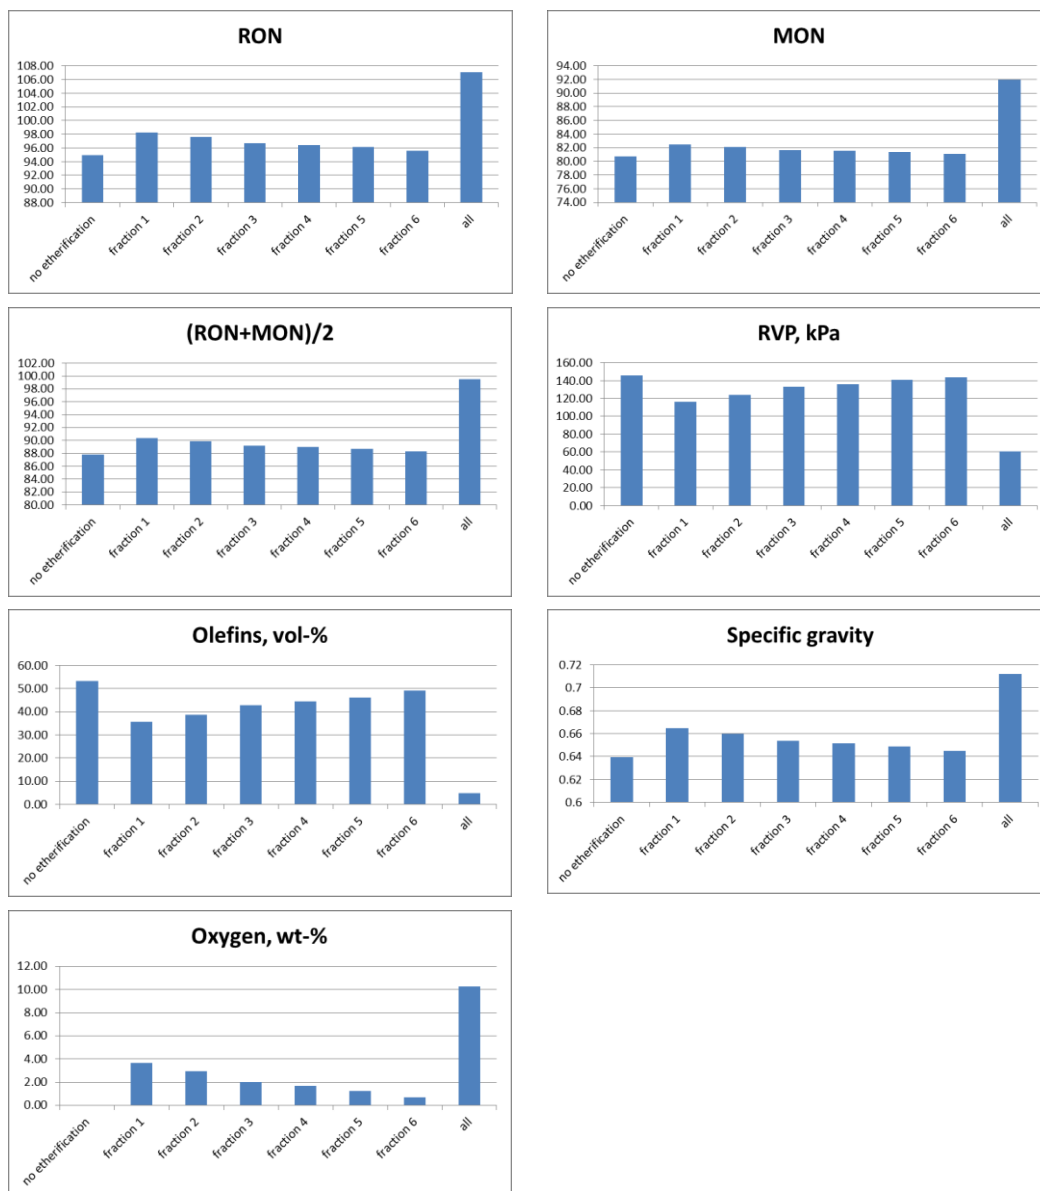 RON
108.00
106.00
104.00
102.00
100.00
98.00
96.00
94.00
92.00
90.00
88.00
no etherification
fraction 1
fraction 2
fraction 3
fraction 4
fraction 5
fraction 6
all
MON
94.00
92.00
90.00
88.00
86.00
84.00
82.00
80.00
78.00
76.00
74.00
no etherification
fraction 1
fraction 2
fraction 3
fraction 4
fraction 5
fraction 6
all
(RON+MON)/2
102.00
100.00
98.00
96.00
94.00
92.00
90.00
88.00
86.00
84.00
82.00
80.00
no etherification
fraction 1
fraction 2
fraction 3
fraction 4
fraction 5
fraction 6
all
RVP, kPa
160.00
140.00
120.00
100.00
80.00
60.00
40.00
20.00
0.00
no etherification
fraction 1
fraction 2
fraction 3
fraction 4
fraction 5
fraction 6
all
Olefins, vol-%
60.00
50.00
40.00
30.00
20.00
10.00
0.00
no etherification
fraction 1
fraction 2
fraction 3
fraction 4
fraction 5
fraction 6
all
Specific gravity
0.72
0.7
0.68
0.66
0.64
0.62
0.6
no etherification
fraction 1
fraction 2
fraction 3
fraction 4
fraction 5
fraction 6
all
Oxygen, wt-%
12.00
10.00
8.00
6.00
4.00
2.00
0.00
no etherification
fraction 1
fraction 2
fraction 3
fraction 4
fraction 5
fraction 6
all